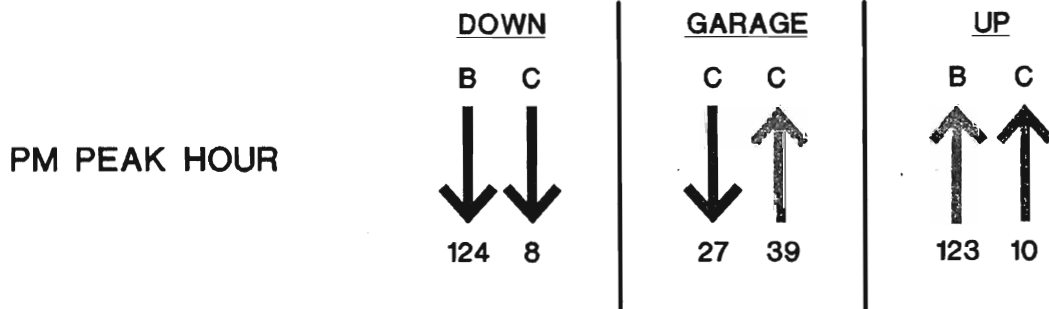 DOWN GARAGE UP
B C C C B C
PM PEAK HOUR
124 8 27 39 123 10